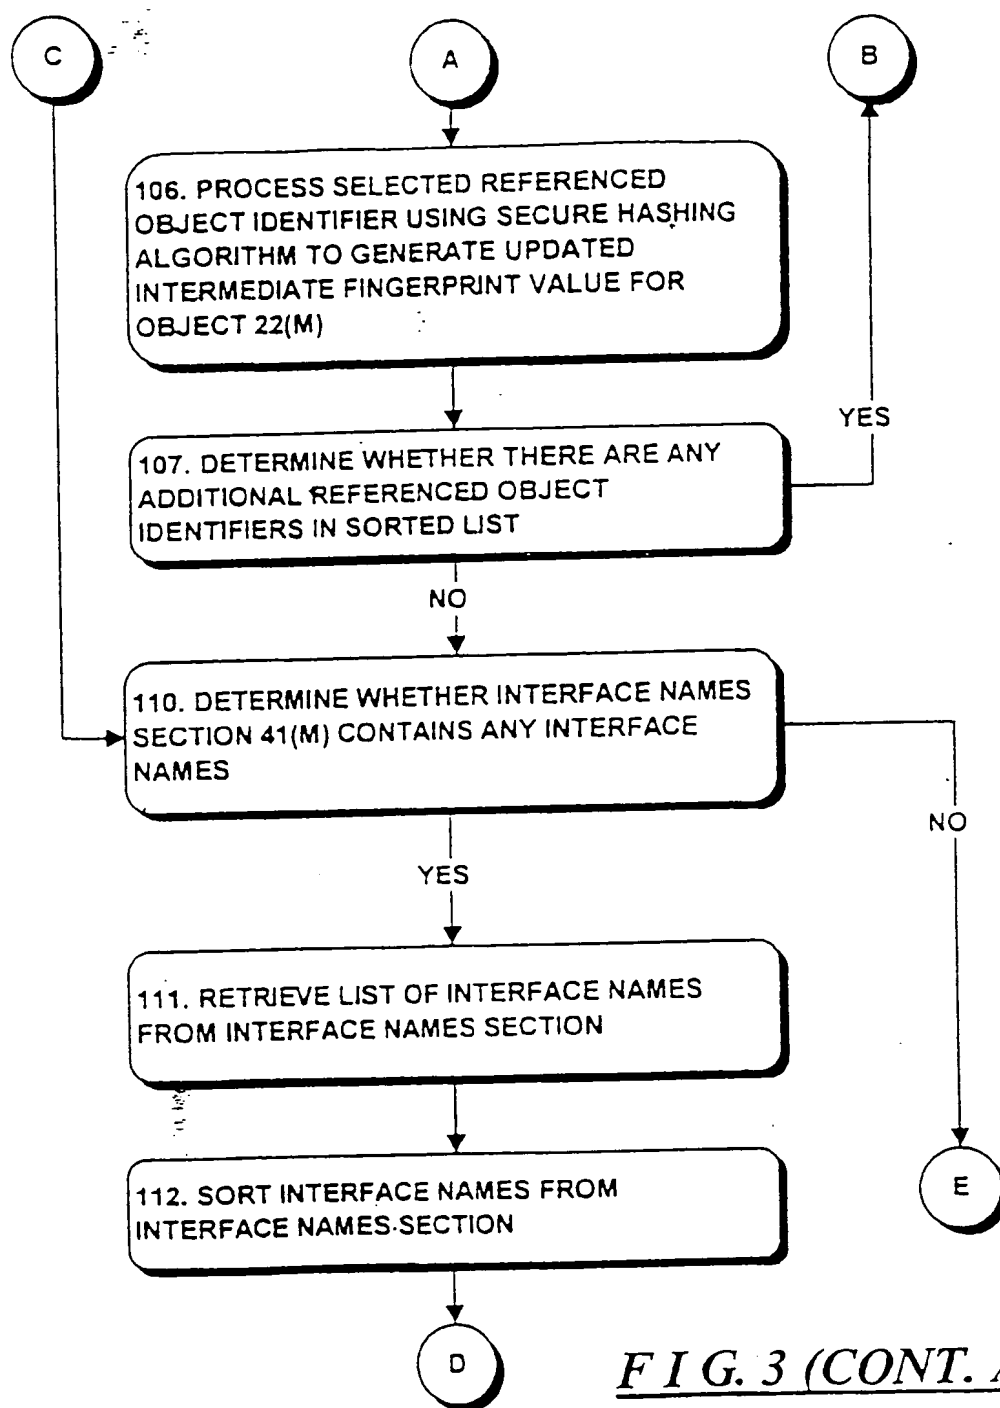 C
A
B
106. PROCESS SELECTED REFERENCED
OBJECT IDENTIFIER USING SECURE HASHING
ALGORITHM TO GENERATE UPDATED
INTERMEDIATE FINGERPRINT VALUE FOR
OBJECT 22(M)
YES
107. DETERMINE WHETHER THERE ARE ANY
ADDITIONAL REFERENCED OBJECT
IDENTIFIERS IN SORTED LIST
NO
110. DETERMINE WHETHER INTERFACE NAMES
SECTION 41(M) CONTAINS ANY INTERFACE
NAMES
NO
YES
111. RETRIEVE LIST OF INTERFACE NAMES
FROM INTERFACE NAMES SECTION
112. SORT INTERFACE NAMES FROM
INTERFACE NAMES SECTION
E
D
F I G. 3 (CONT.